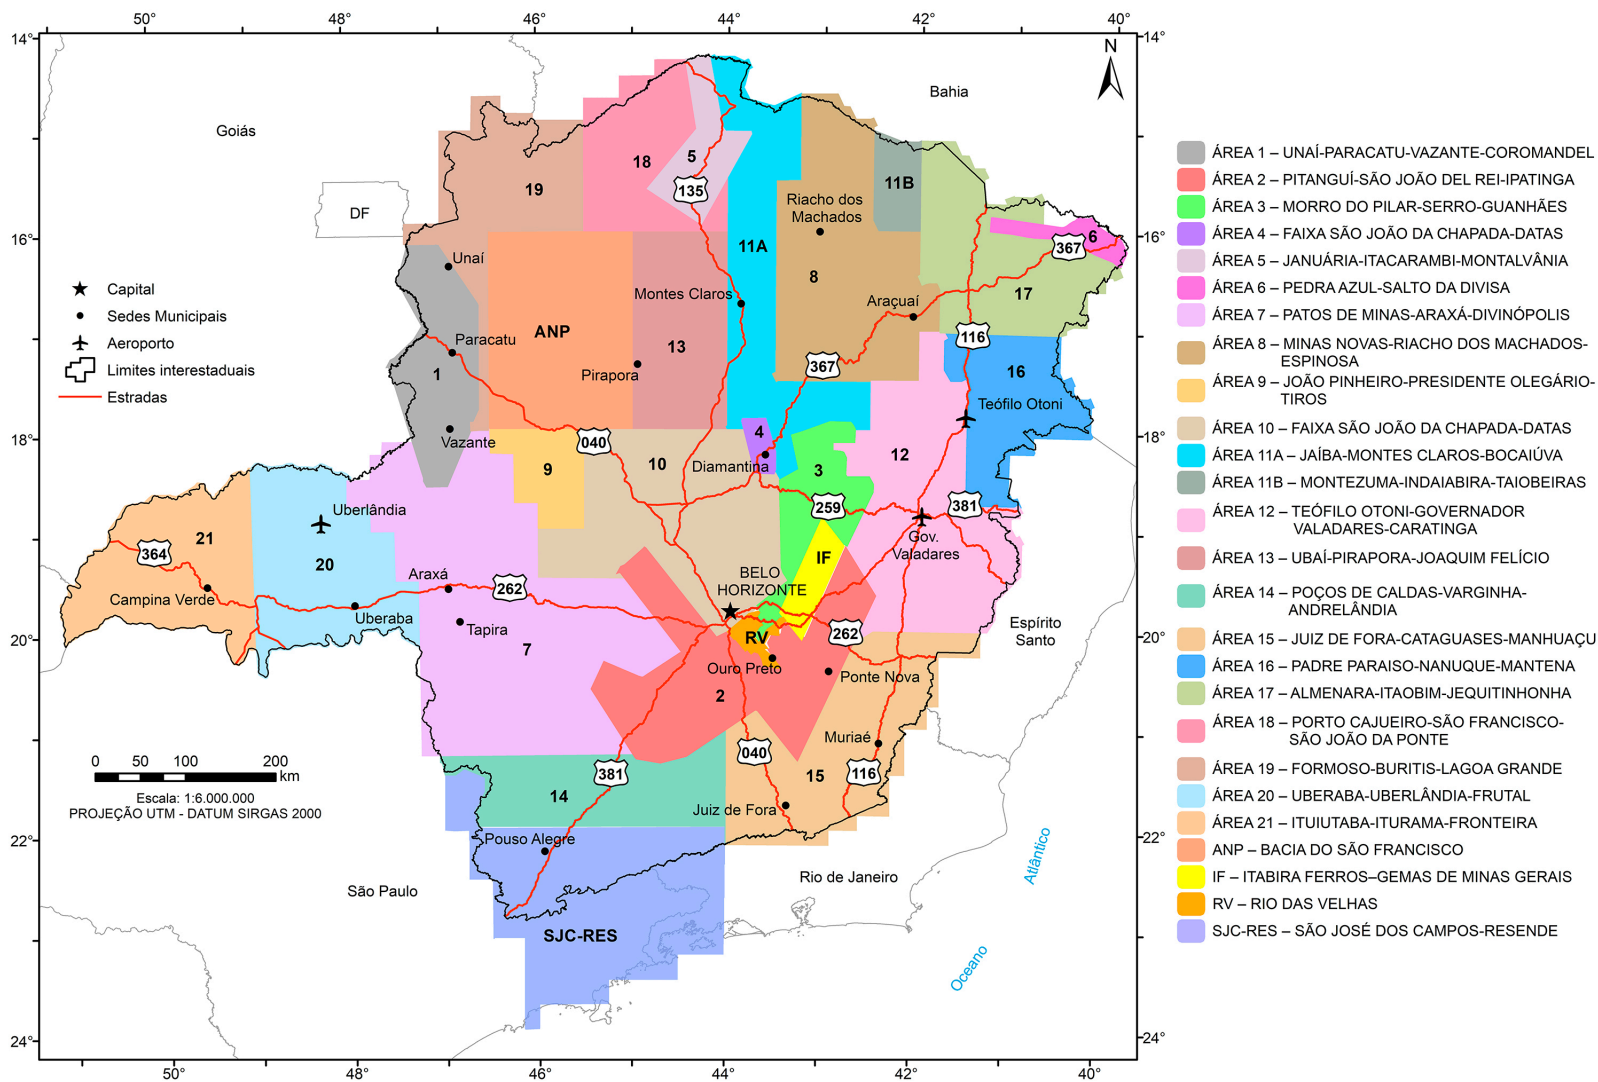 50°
48°
46°
44°
42°
40°
14°
14°
N
Bahia
Goiás
5
18
135
19
11B
Riacho dos
Machados
DF
6
16°
16°
11A
367
Unaí
8
17
Montes Claros
Araçuaí
ANP
116
Paracatu
13
1
Pirapora
367
16
Teófilo Otoni
Vazante
040
4
18°
18°
9
10
Diamantina
3
12
Uberlândia
259
381
21
364
20
Gov.
Valadares
IF
Araxá
262
BELO
HORIZONTE
Campina Verde
Uberaba
Tapira
RV
262
Espírito
Santo
20°
20°
7
Ouro Preto
Ponte Nova
2
Muriaé
040
381
116
15
14
Juiz de Fora
Pouso Alegre
22°
22°
São Paulo
Rio de Janeiro
Atlântico
SJC-RES
Oceano
24°
24°
50°
48°
46°
44°
42°
40°
Capital
Sedes Municipais
Aeroporto
Limites interestaduais
Estradas
0 50 100 200
km
Escala: 1:6.000.000
PROJEÇÃO UTM - DATUM SIRGAS 2000
ÁREA 1 – UNAÍ-PARACATU-VAZANTE-COROMANDEL
ÁREA 2 – PITANGUÍ-SÃO JOÃO DEL REI-IPATINGA
ÁREA 3 – MORRO DO PILAR-SERRO-GUANHÃES
ÁREA 4 – FAIXA SÃO JOÃO DA CHAPADA-DATAS
ÁREA 5 – JANUÁRIA-ITACARAMBI-MONTALVÂNIA
ÁREA 6 – PEDRA AZUL-SALTO DA DIVISA
ÁREA 7 – PATOS DE MINAS-ARAXÁ-DIVINÓPOLIS
ÁREA 8 – MINAS NOVAS-RIACHO DOS MACHADOS-
ESPINOSA
ÁREA 9 – JOÃO PINHEIRO-PRESIDENTE OLEGÁRIO-
TIROS
ÁREA 10 – FAIXA SÃO JOÃO DA CHAPADA-DATAS
ÁREA 11A – JAÍBA-MONTES CLAROS-BOCAIÚVA
ÁREA 11B – MONTEZUMA-INDAIABIRA-TAIOBEIRAS
ÁREA 12 – TEÓFILO OTONI-GOVERNADOR
VALADARES-CARATINGA
ÁREA 13 – UBAÍ-PIRAPORA-JOAQUIM FELÍCIO
ÁREA 14 – POÇOS DE CALDAS-VARGINHA-
ANDRELÂNDIA
ÁREA 15 – JUIZ DE FORA-CATAGUASES-MANHUAÇU
ÁREA 16 – PADRE PARAISO-NANUQUE-MANTENA
ÁREA 17 – ALMENARA-ITAOBIM-JEQUITINHONHA
ÁREA 18 – PORTO CAJUEIRO-SÃO FRANCISCO-
SÃO JOÃO DA PONTE
ÁREA 19 – FORMOSO-BURITIS-LAGOA GRANDE
ÁREA 20 – UBERABA-UBERLÂNDIA-FRUTAL
ÁREA 21 – ITUIUTABA-ITURAMA-FRONTEIRA
ANP – BACIA DO SÃO FRANCISCO
IF – ITABIRA FERROS–GEMAS DE MINAS GERAIS
RV – RIO DAS VELHAS
SJC-RES – SÃO JOSÉ DOS CAMPOS-RESENDE